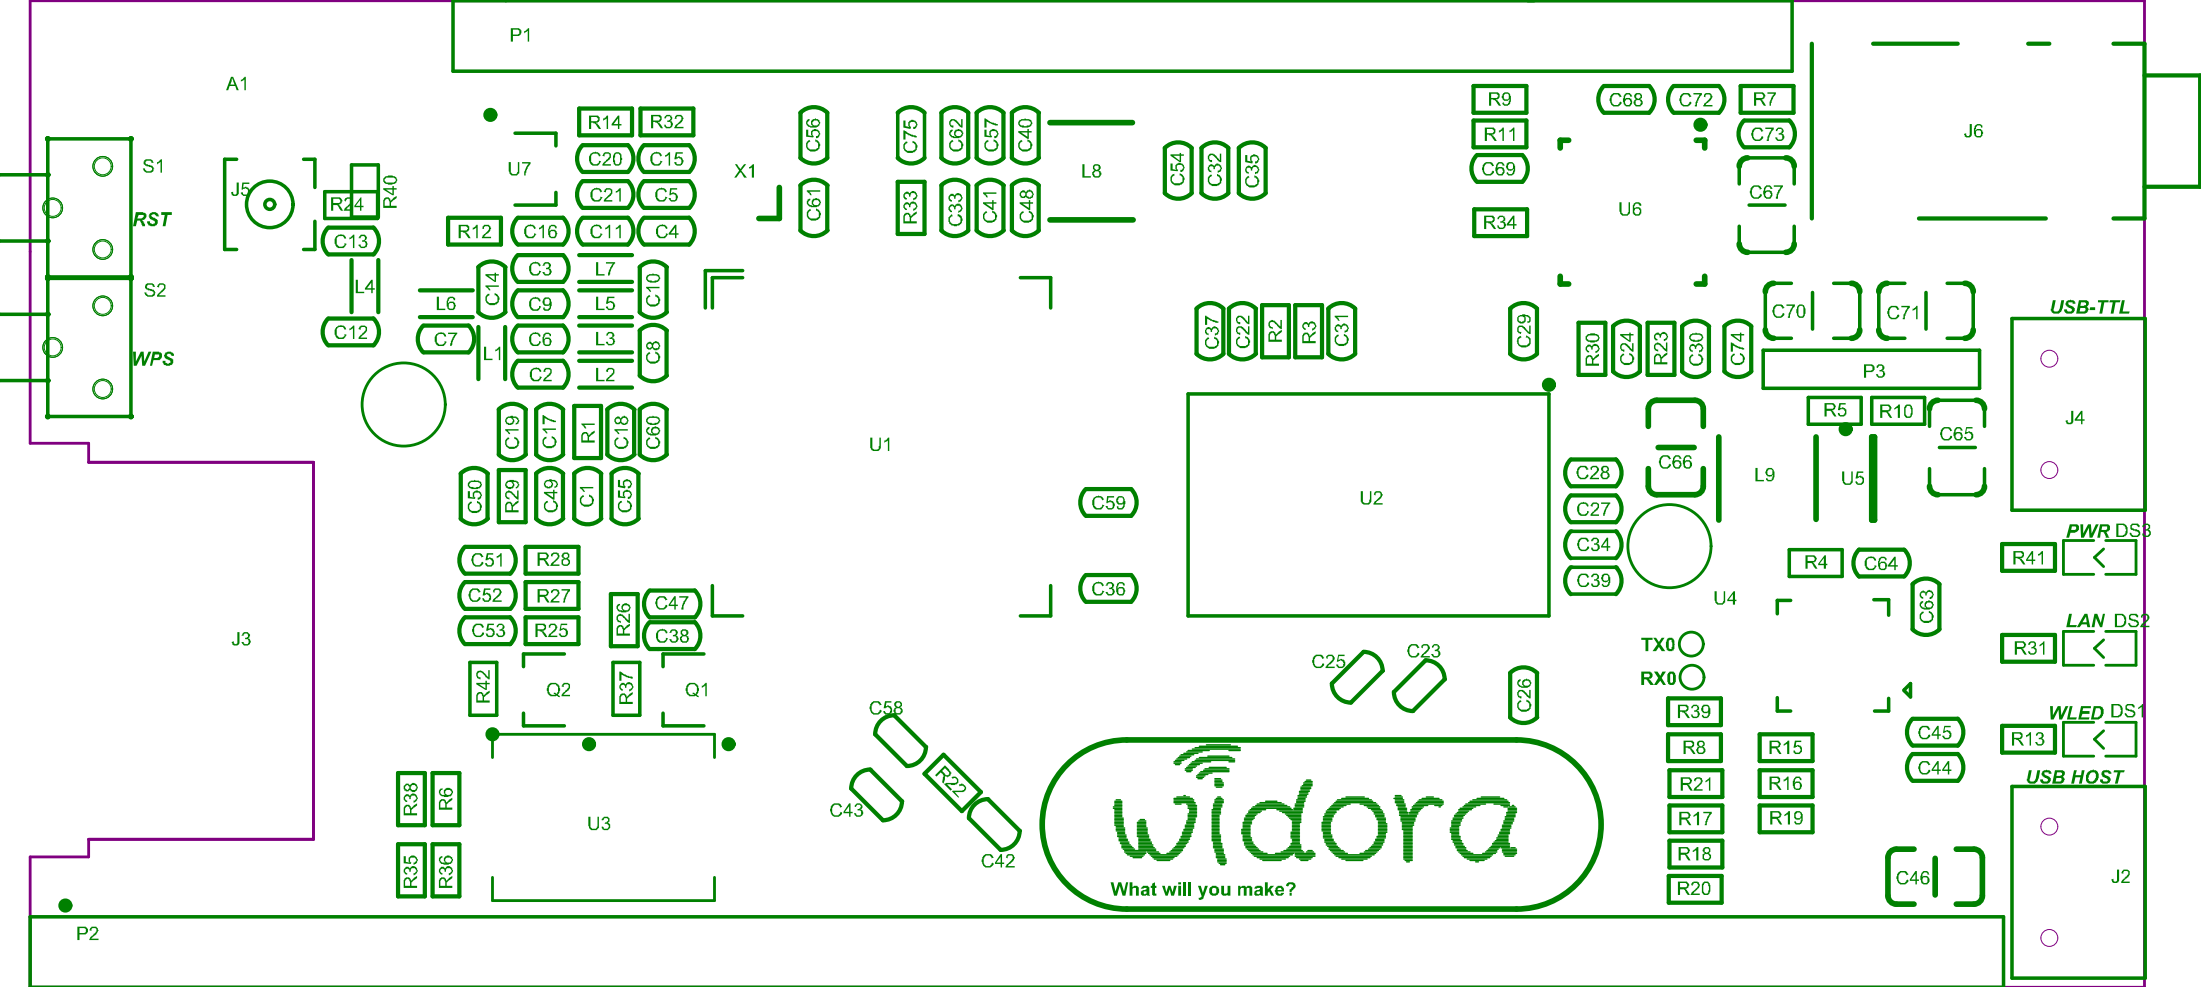 P1
A1
S1
RST
S2
WPS
J5
R24
R40
C13
L4
C12
U7
R14
R32
C20
C15
C21
C5
R12
C16
C11
C4
C3
L7
C14
C10
L6
C9
L5
C7
L1
C6
L3
C8
C2
L2
X1
C56
C61
C75
C62
C57
C40
R33
C33
C41
C48
L8
C54
C32
C35
R9
R11
C69
R34
C68
C72
R7
C73
U6
C67
J6
C70
C71
USB-TTL
C37
C22
R2
R3
C31
C29
R30
C24
R23
C30
C74
P3
R5
R10
J4
C19
C17
R1
C18
C60
U1
C50
R29
C49
C1
C55
C59
U2
C28
C27
C34
C39
C66
L9
U5
C65
C36
C51
R28
C52
R27
C53
R25
R26
C47
C38
R4
C64
U4
C63
PWR DS3
R41
LAN DS2
R31
WLED DS1
R13
J3
R42
Q2
R37
Q1
TX0
RX0
C25
C23
C26
R39
R8
R21
R17
R18
R20
R15
R16
R19
C45
C44
C58
R22
C43
C42
R38
R6
R35
R36
U3
widora
What will you make?
USB HOST
C46
J2
P2